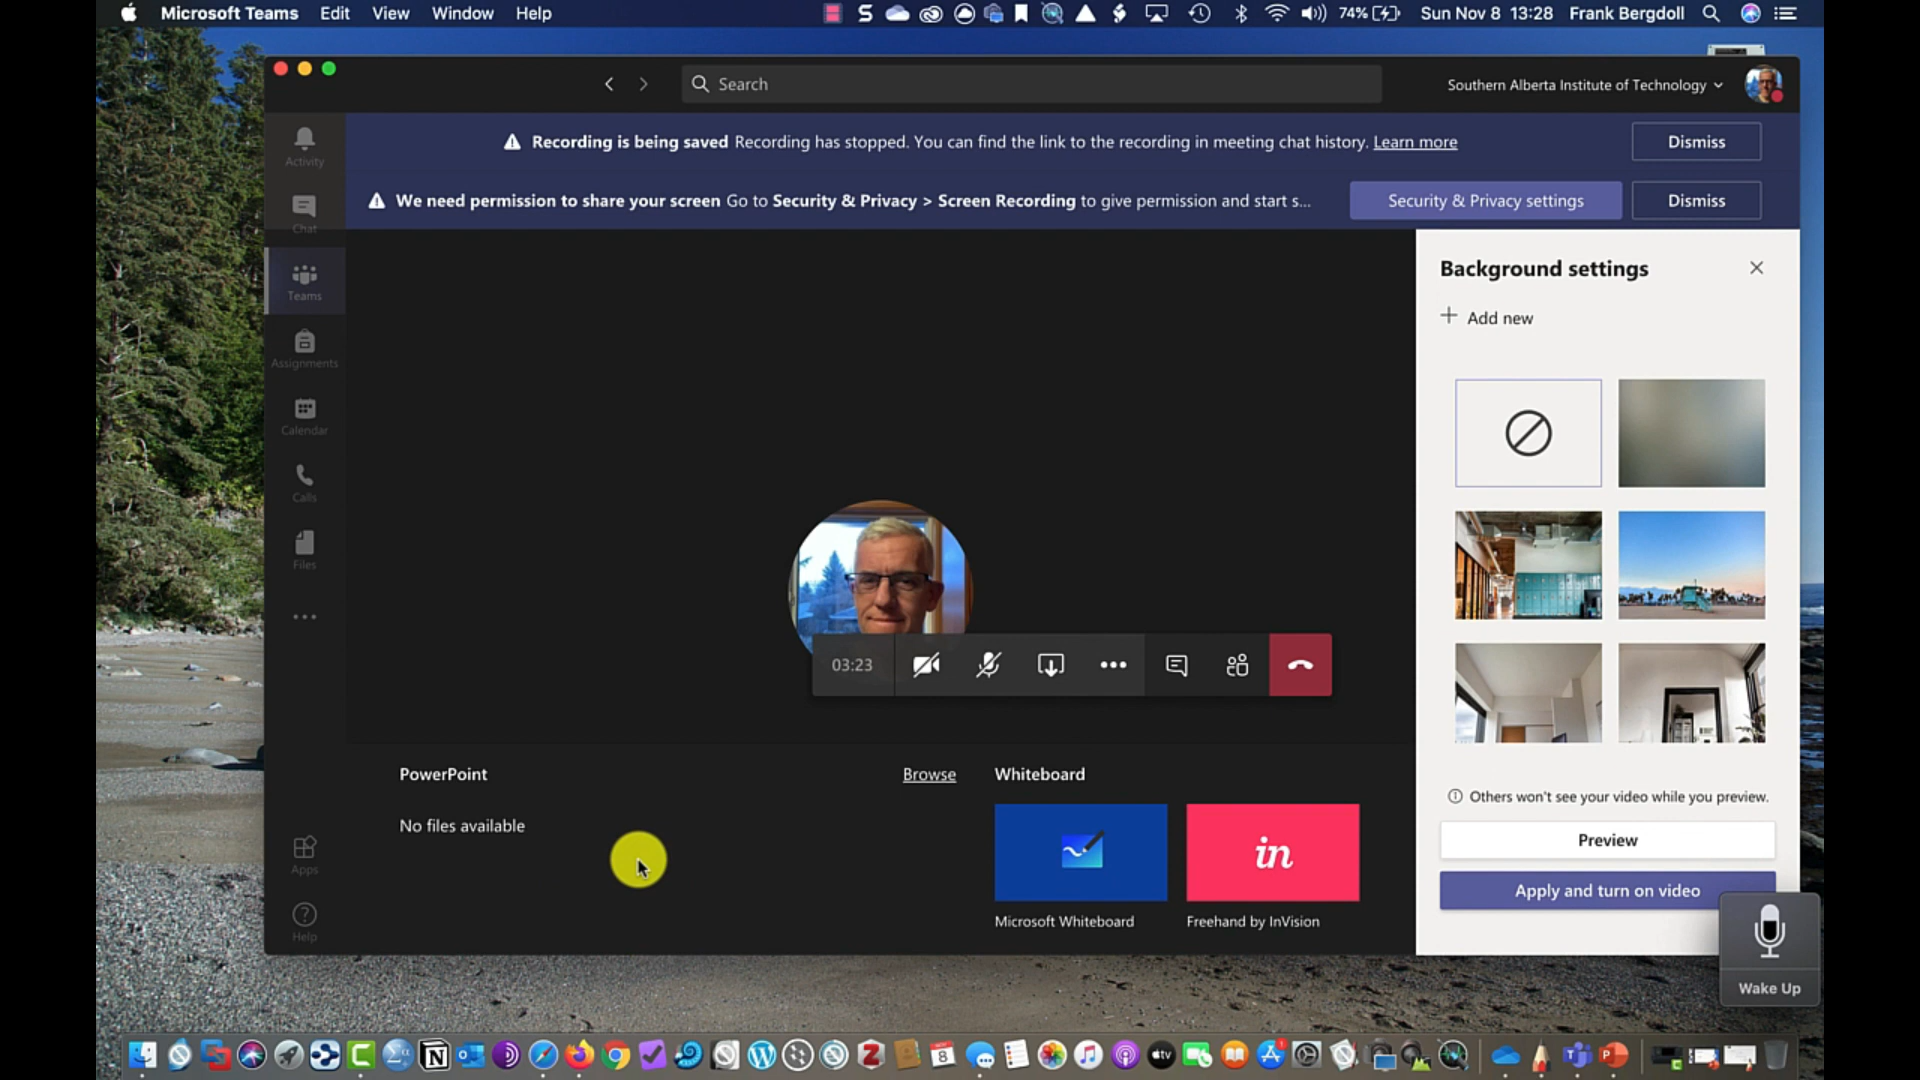 Microsoft Teams Edit View Window Help 74% Sun Nov 8 13:28 Frank Bergdoll
Search
Southern Alberta Institute of Technology
Recording is being saved Recording has stopped. You can find the link to the recording in meeting chat history. Learn more Dismiss
We need permission to share your screen Go to Security & Privacy > Screen Recording to give permission and start s... Security & Privacy settings Dismiss
Activity
Chat
Teams
Assignments
Calendar
Calls
Files
Apps
Help
03:23
PowerPoint Browse
No files available
Whiteboard
in
Microsoft Whiteboard Freehand by InVision
Background settings
Add new
Others won't see your video while you preview.
Preview
Apply and turn on video
Wake Up